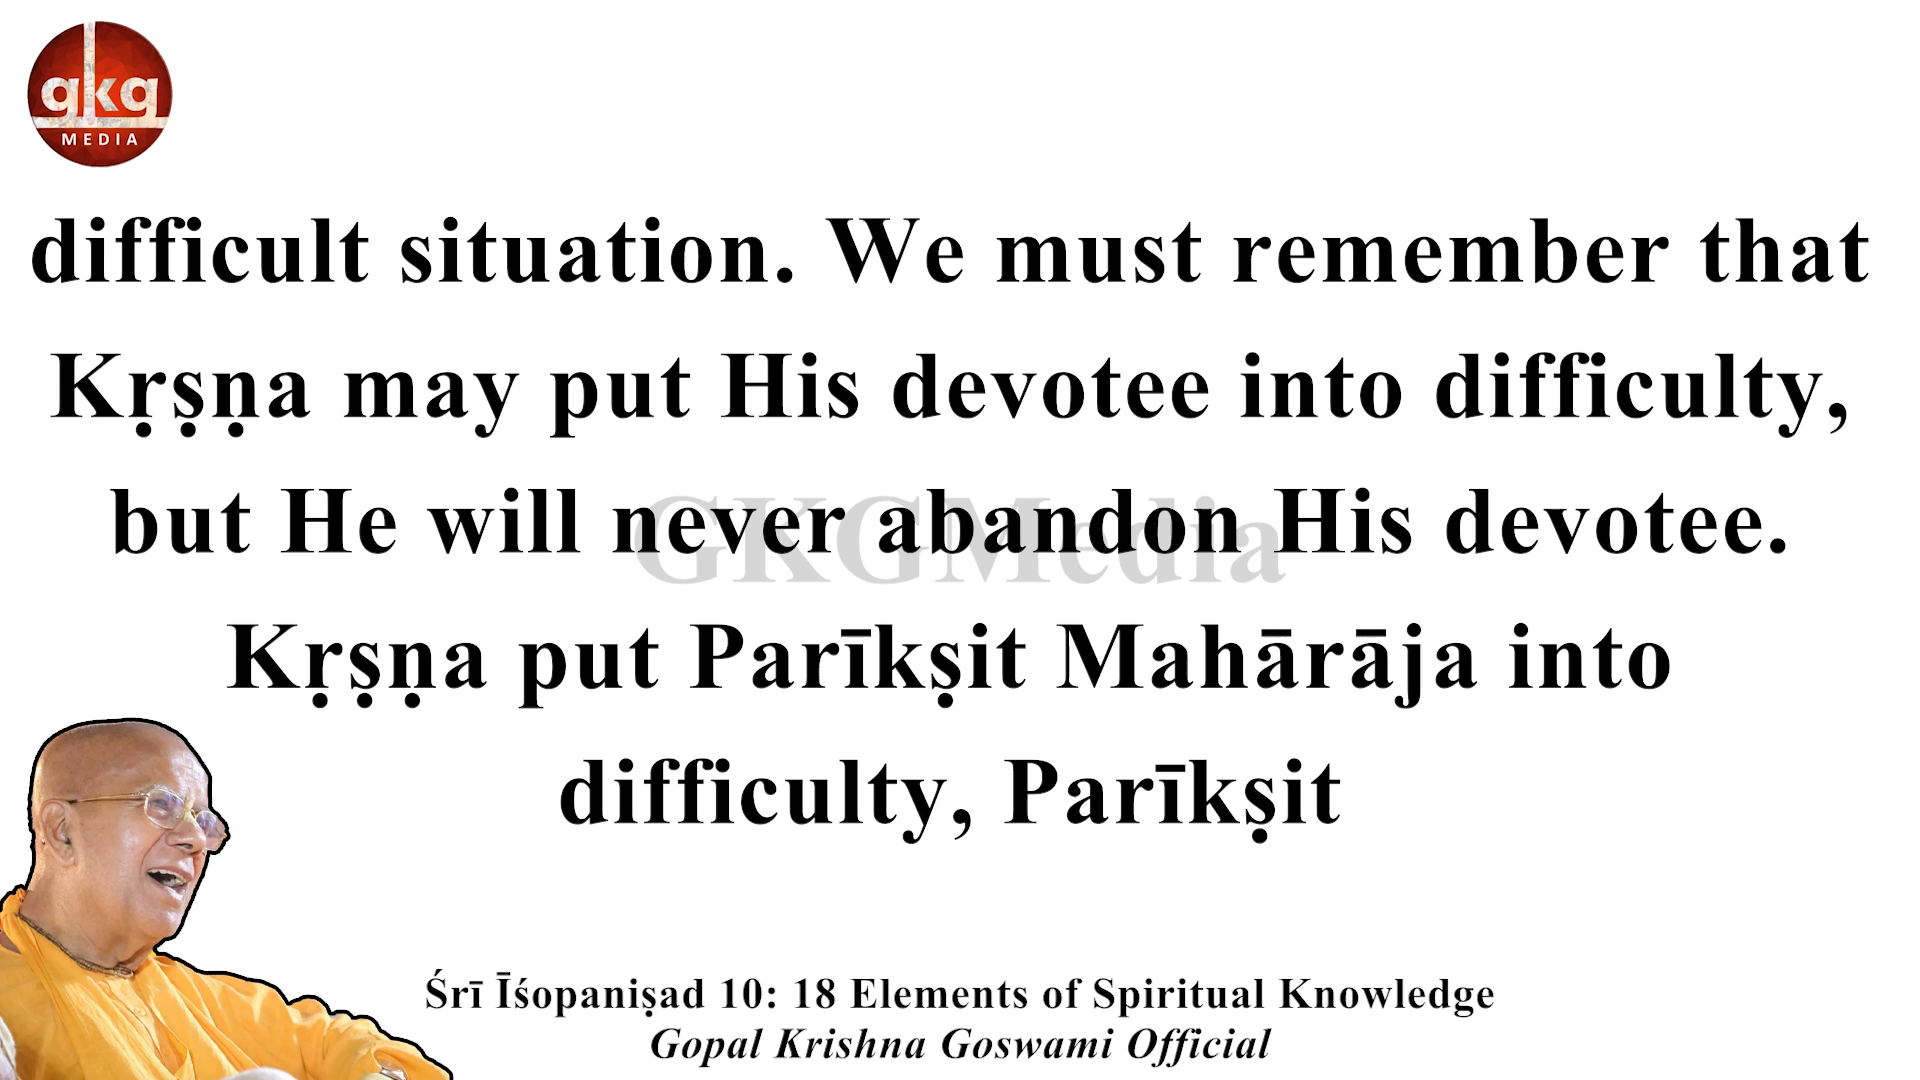 gkg
MEDIA
difficult situation. We must remember that
Kṛṣṇa may put His devotee into difficulty,
but He will never abandon His devotee.
GKGMedia
Kṛṣṇa put Parīkṣit Mahārāja into
difficulty, Parīkṣit
Śrī Īśopaniṣad 10: 18 Elements of Spiritual Knowledge
Gopal Krishna Goswami Official